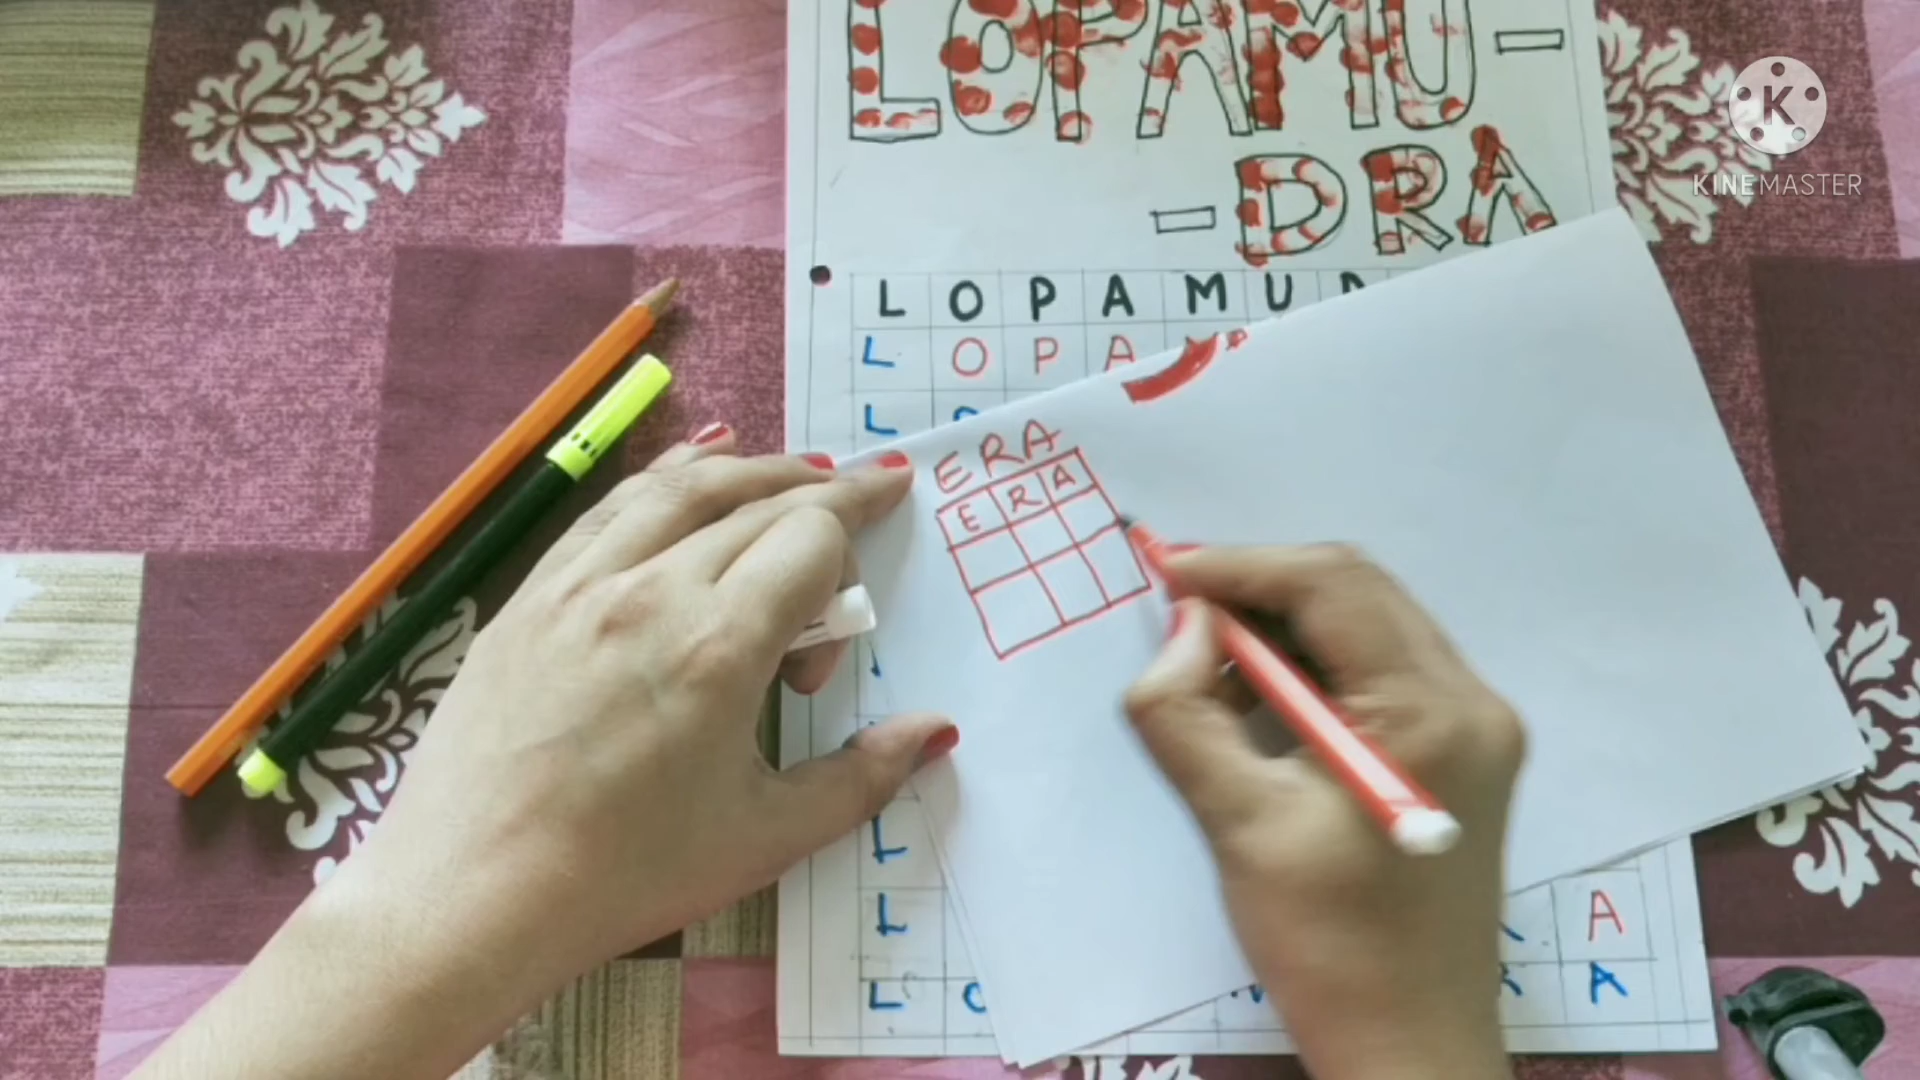 LOPAMU-
-DRA
L O P A M U
L O P A
L
ERA
E R A
L
L A
L A
KINEMASTER